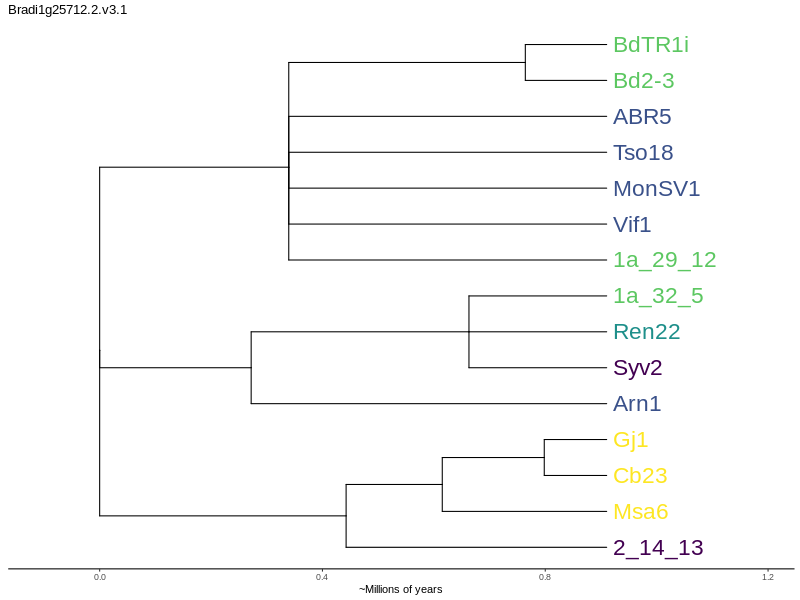 Bradi1g25712.2.v3.1
BdTR1i
Bd2-3
ABR5
Tso18
MonSV1
Vif1
1a_29_12
1a_32_5
Ren22
Syv2
Arn1
Gj1
Cb23
Msa6
2_14_13
0.0 0.4 0.8 1.2
~Millions of years